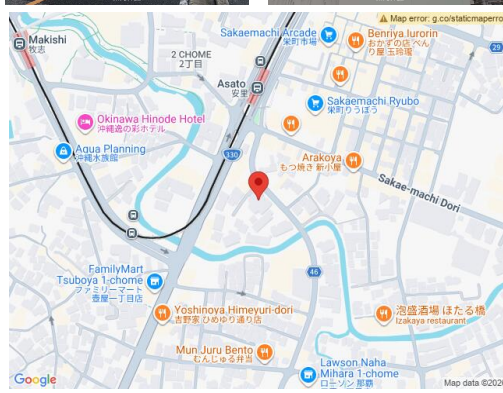 Map error: g.co/staticmaperro
Makishi
牧志
Sakaemachi Arcade
栄町市場
Benriya Iurorin
おかずの店 べん
り屋 玉玲瓏
29
2 CHOME
2丁目
Asato
安里
Sakaemachi Ryubo
栄町りうぼう
Okinawa Hinode Hotel
沖縄逸の彩ホテル
Aqua Planning
沖縄水族館
330
Arakoya
もつ焼き 新小屋
Sakae-machi Dori
46
FamilyMart
Tsuboya 1-chome
ファミリーマート
壺屋一丁目店
Yoshinoya Himeyuri-dori
吉野家 ひめゆり通り店
泡盛酒場 ほたる橋
Izakaya restaurant
Mun Juru Bento
むんじゅる弁当
Lawson Naha
Mihara 1-chome
ローソン 那覇
Google
Map data ©2026